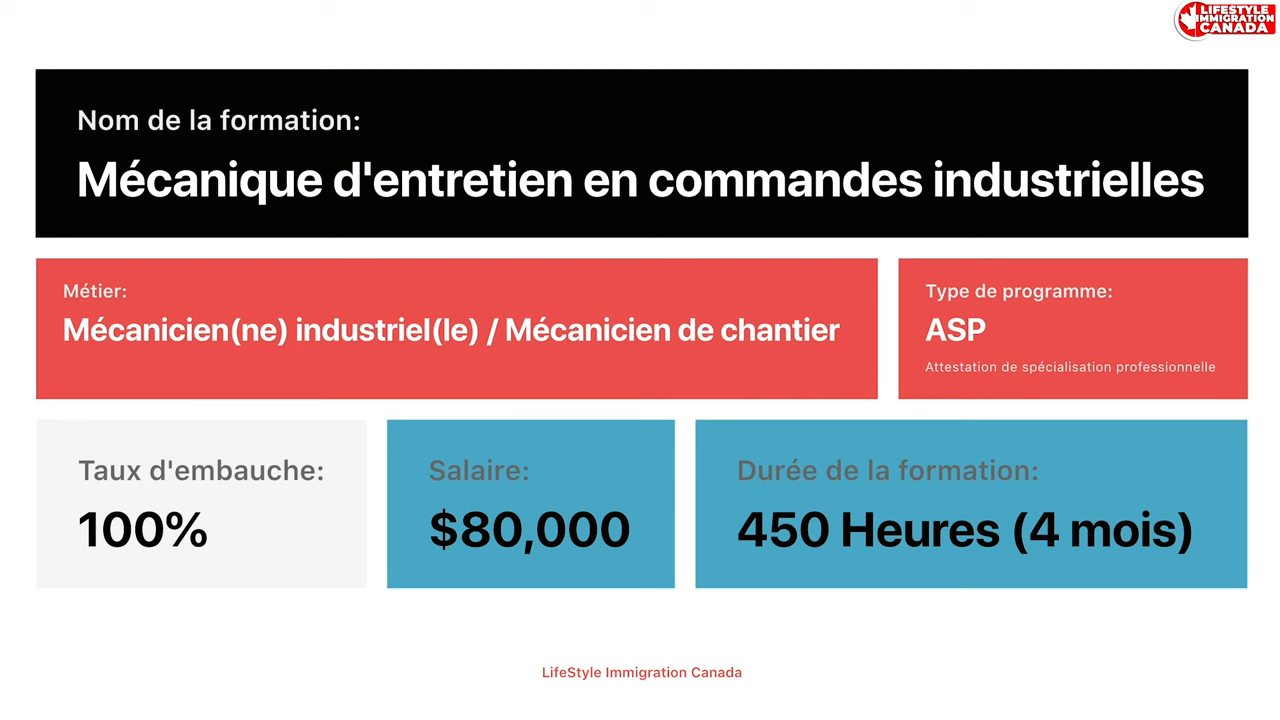 LIFESTYLE
IMMIGRATION
CANADA
Nom de la formation:
Mécanique d'entretien en commandes industrielles
Métier:
Mécanicien(ne) industriel(le) / Mécanicien de chantier
Type de programme:
ASP
Attestation de spécialisation professionnelle
Taux d'embauche:
100%
Salaire:
$80,000
Durée de la formation:
450 Heures (4 mois)
LifeStyle Immigration Canada